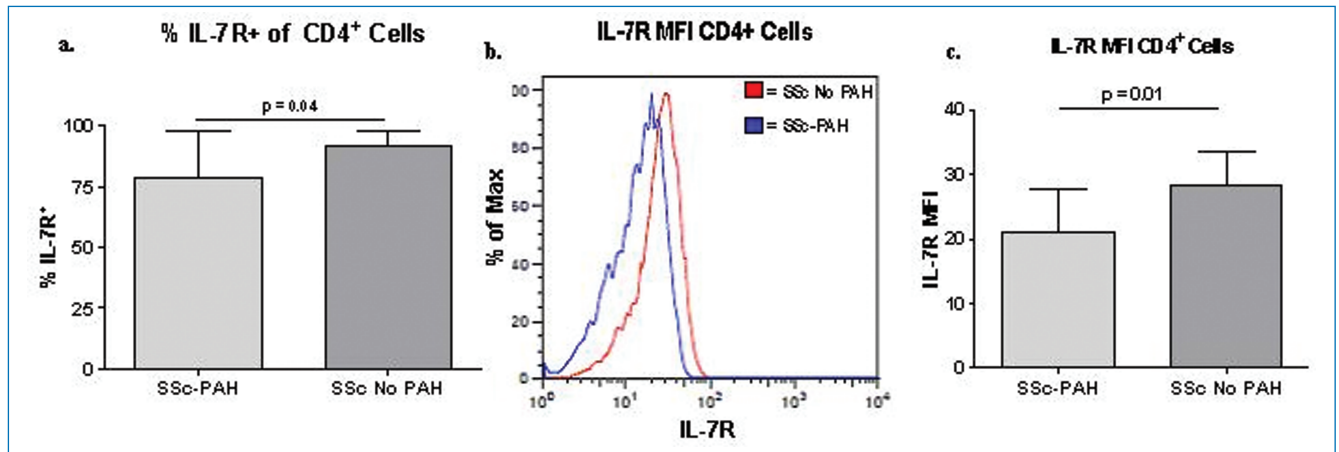 a.
% IL-7R+ of CD4+ Cells
p = 0.04
% IL-7R+
100
75
50
25
0
SSc-PAH
SSc No PAH
b.
IL-7R MFI CD4+ Cells
= SSc No PAH
= SSc-PAH
% of Max
00
80
60
40
20
0
10^0
10^1
10^2
10^3
10^4
IL-7R
c.
IL-7R MFI CD4+ Cells
p = 0.01
IL-7R MFI
40
30
20
10
0
SSc-PAH
SSc No PAH